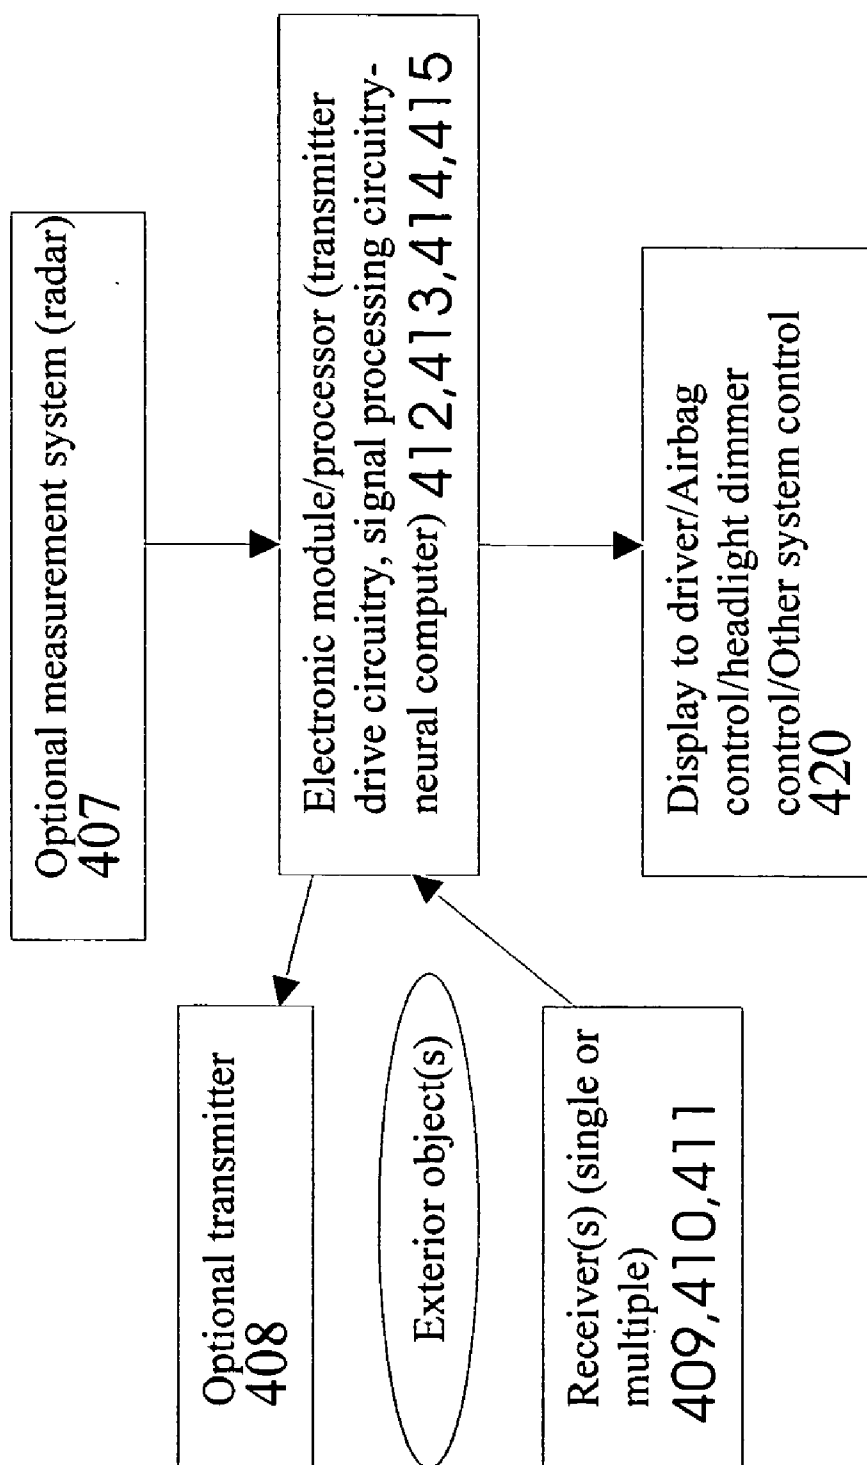 Optional measurement system (radar)
407
Optional transmitter
408
Electronic module/processor (transmitter
drive circuitry, signal processing circuitry-
neural computer) 412,413,414,415
Exterior object(s)
Receiver(s) (single or
multiple)
409,410,411
Display to driver/Airbag
control/headlight dimmer
control/Other system control
420